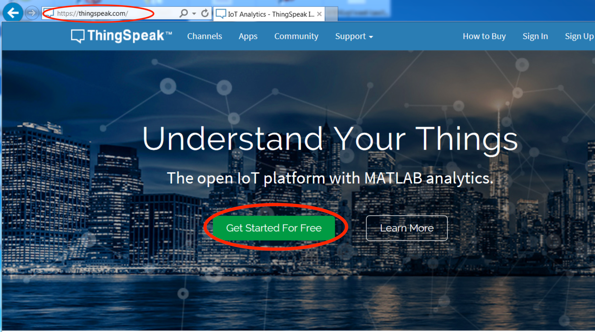 https://thingspeak.com/
IoT Analytics - ThingSpeak I...
ThingSpeak™ Channels Apps Community Support How to Buy Sign In Sign Up
Understand Your Things
The open IoT platform with MATLAB analytics.
Get Started For Free Learn More